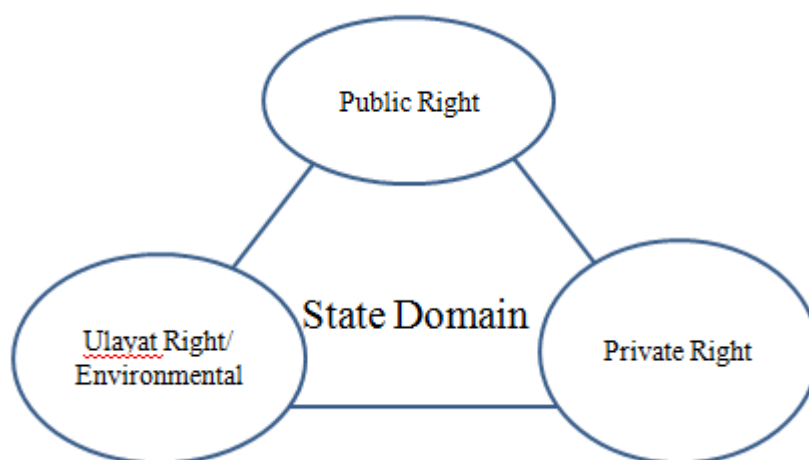 Public Right
State Domain
Ulayat Right/
Environmental
Private Right